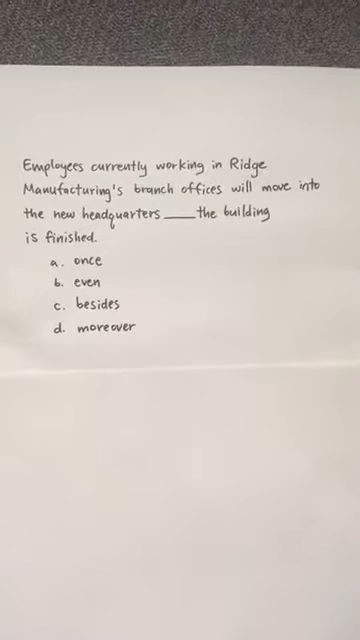 Employees currently working in Ridge
Manufacturing's branch offices will move into
the new headquarters ____ the building
is finished.
a. once
b. even
c. besides
d. moreover